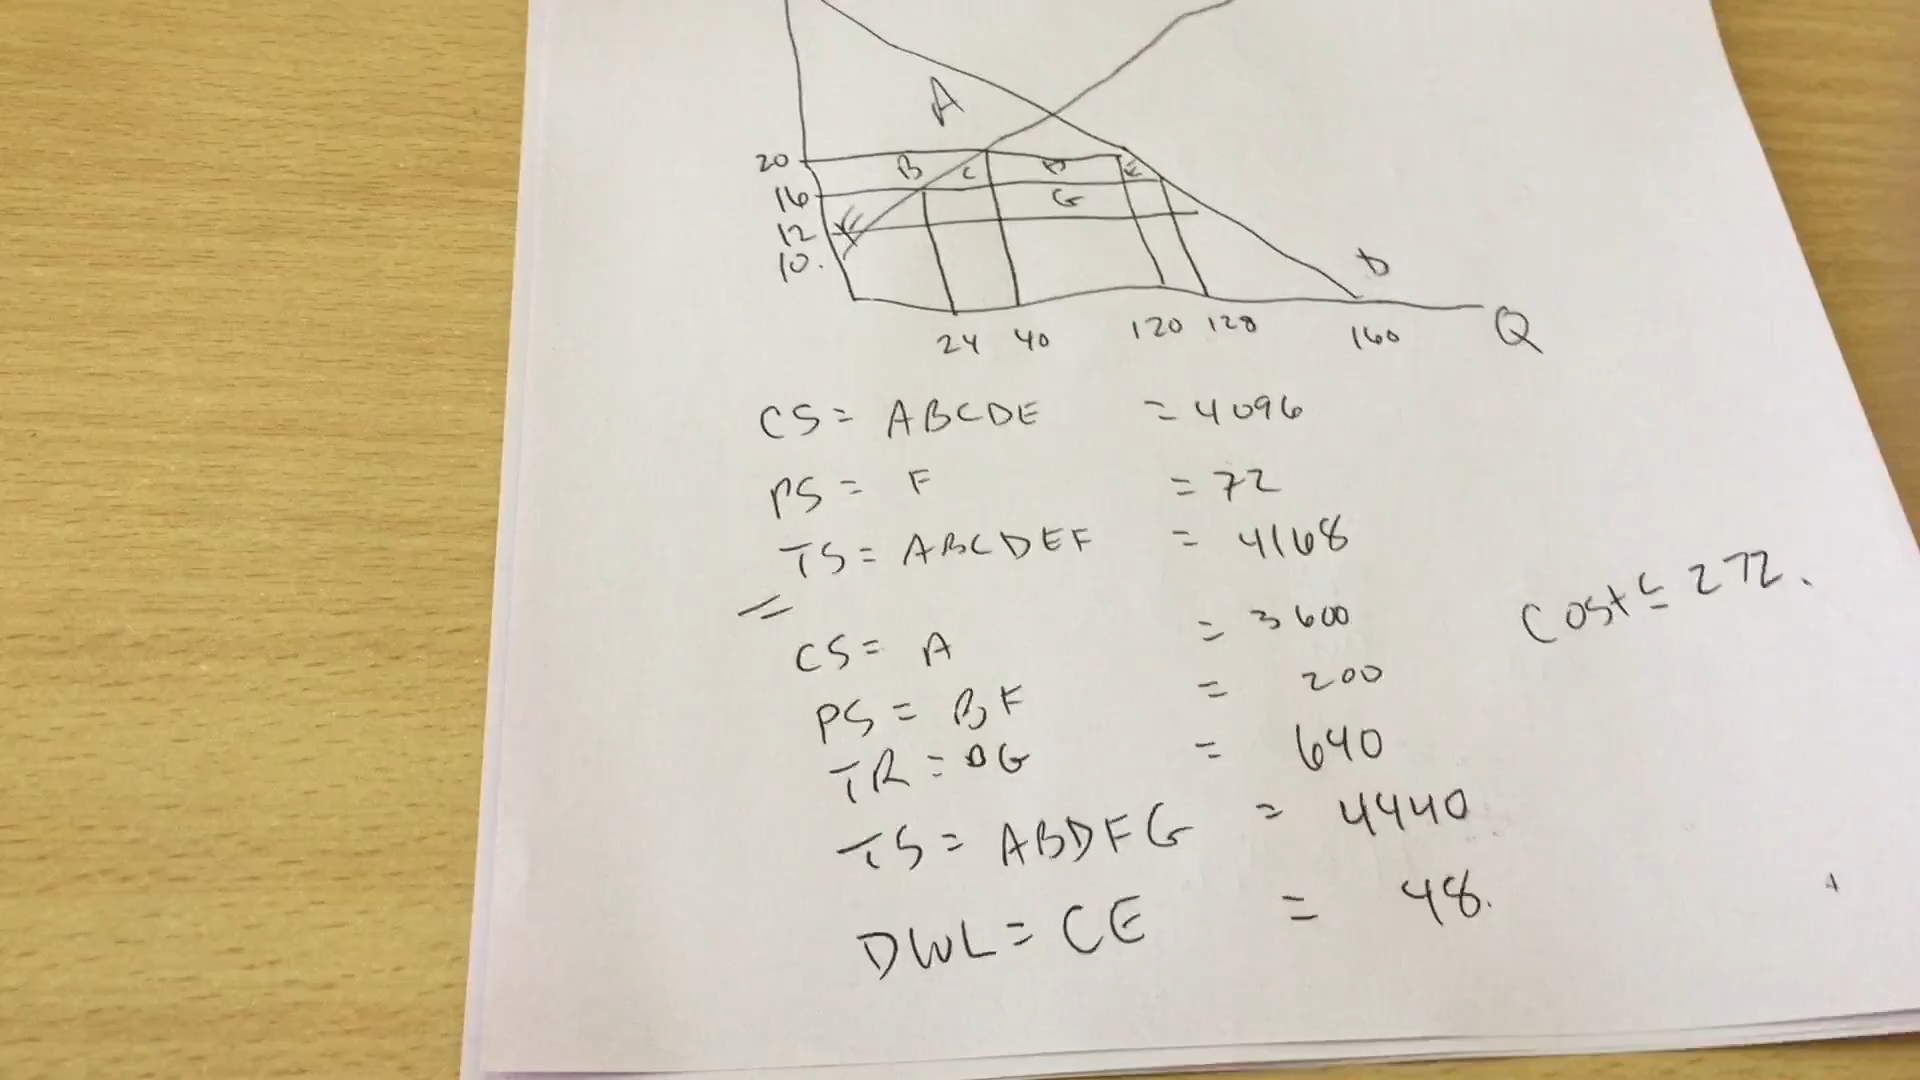 A
20 B C D E
16 G
12 F
10.
D
24 40 120 128 160 Q
CS = ABCDE = 4096
PS = F = 72
TS = ABCDEF = 4168
Cost = 272.
CS = A = 3600
PS = BF = 200
TR = DG = 640
TS = ABDFG = 4440
DWL = CE = 48.